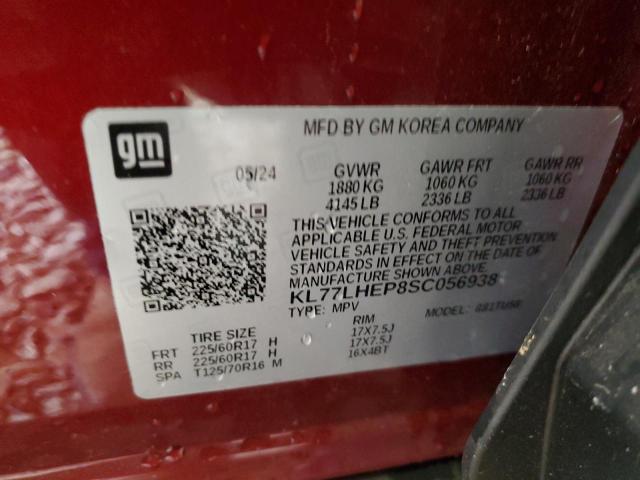 gm
MFD BY GM KOREA COMPANY
05/24 GVWR GAWR FRT GAWR RR
1880 KG 1060 KG 1060 KG
4145 LB 2336 LB 2336 LB
THIS VEHICLE CONFORMS TO ALL
APPLICABLE U.S. FEDERAL MOTOR
VEHICLE SAFETY AND THEFT PREVENTION
STANDARDS IN EFFECT ON THE DATE OF
MANUFACTURE SHOWN ABOVE.
KL77LHEP8SC056938
TYPE: MPV MODEL:
TIRE SIZE RIM
FRT 225/60R17 H 17X7.5J
RR 225/60R17 H 17X7.5J
SPA T125/70R16 M 16X4BT